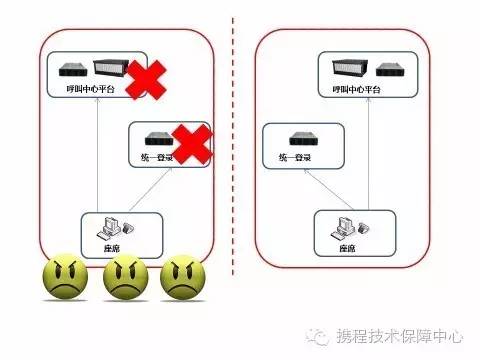 呼叫中心平台
统一登录
座席
呼叫中心平台
统一登录
座席
携程技术保障中心